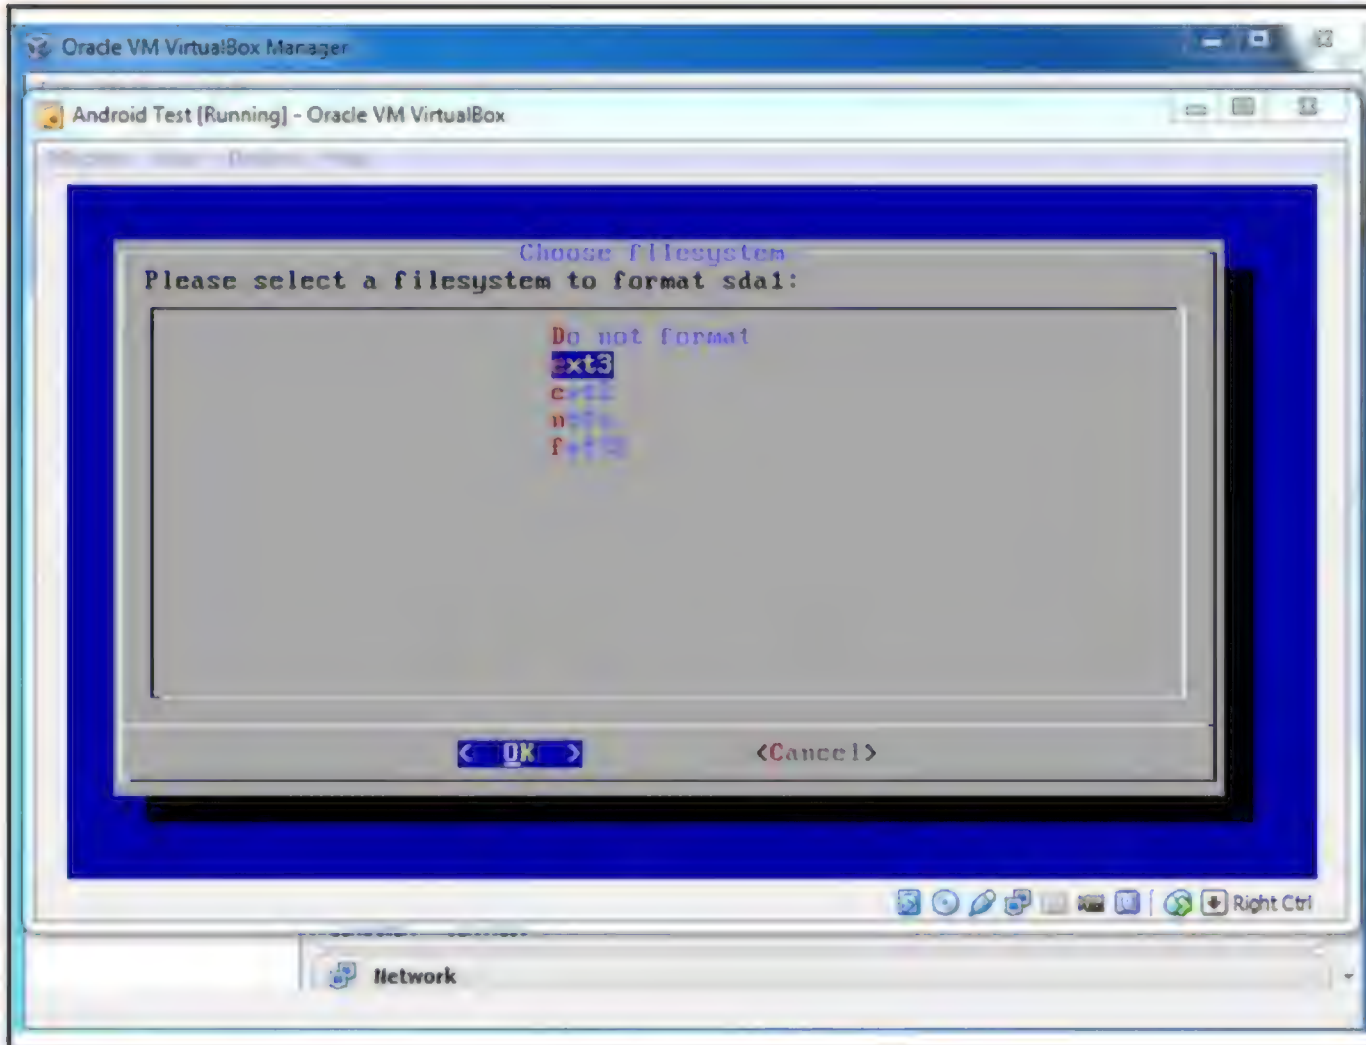 Oracle VM VirtualBox Manager
Android Test [Running] - Oracle VM VirtualBox
Choose filesystem
Please select a filesystem to format sda1:
Do not format
ext3
< OK > <Cancel>
Right Ctrl
Network